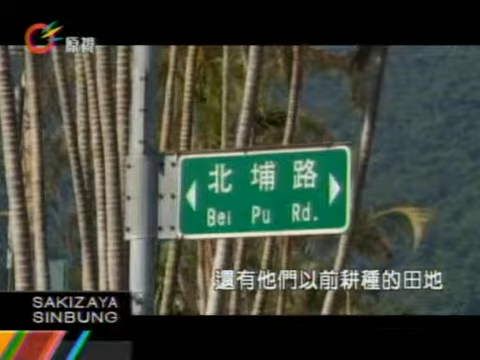 原視
北埔路
Bei Pu Rd.
還有他們以前耕種的田地
SAKIZAYA
SINBUNG